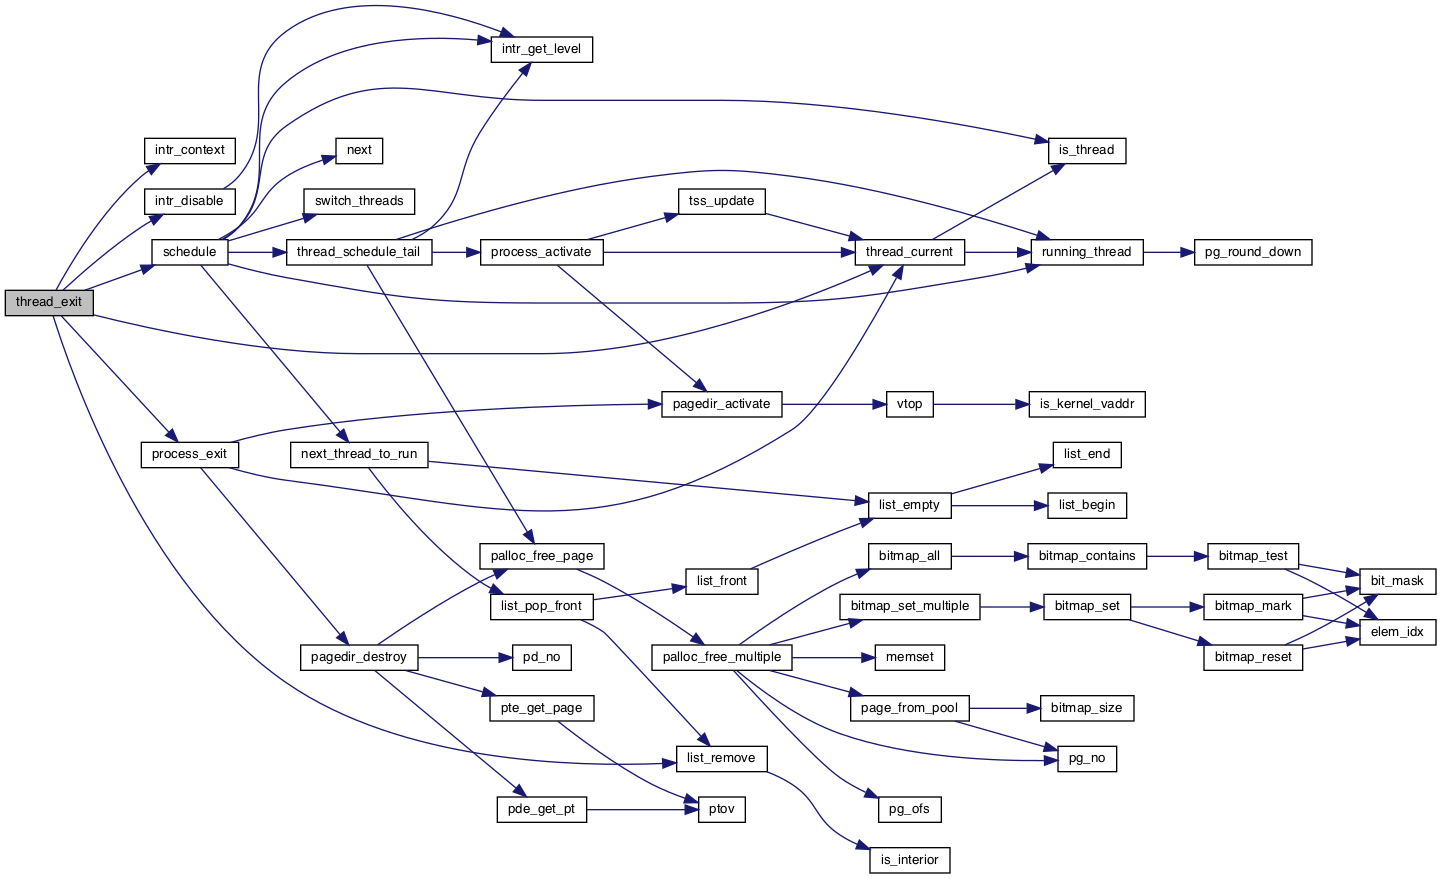 intr_get_level
intr_context
next
is_thread
intr_disable
switch_threads
tss_update
schedule
thread_schedule_tail
process_activate
thread_current
running_thread
pg_round_down
thread_exit
pagedir_activate
vtop
is_kernel_vaddr
process_exit
next_thread_to_run
list_end
list_empty
list_begin
palloc_free_page
bitmap_all
bitmap_contains
bitmap_test
list_front
bit_mask
list_pop_front
bitmap_set_multiple
bitmap_set
bitmap_mark
elem_idx
pagedir_destroy
pd_no
palloc_free_multiple
memset
bitmap_reset
pte_get_page
page_from_pool
bitmap_size
list_remove
pg_no
pde_get_pt
ptov
pg_ofs
is_interior